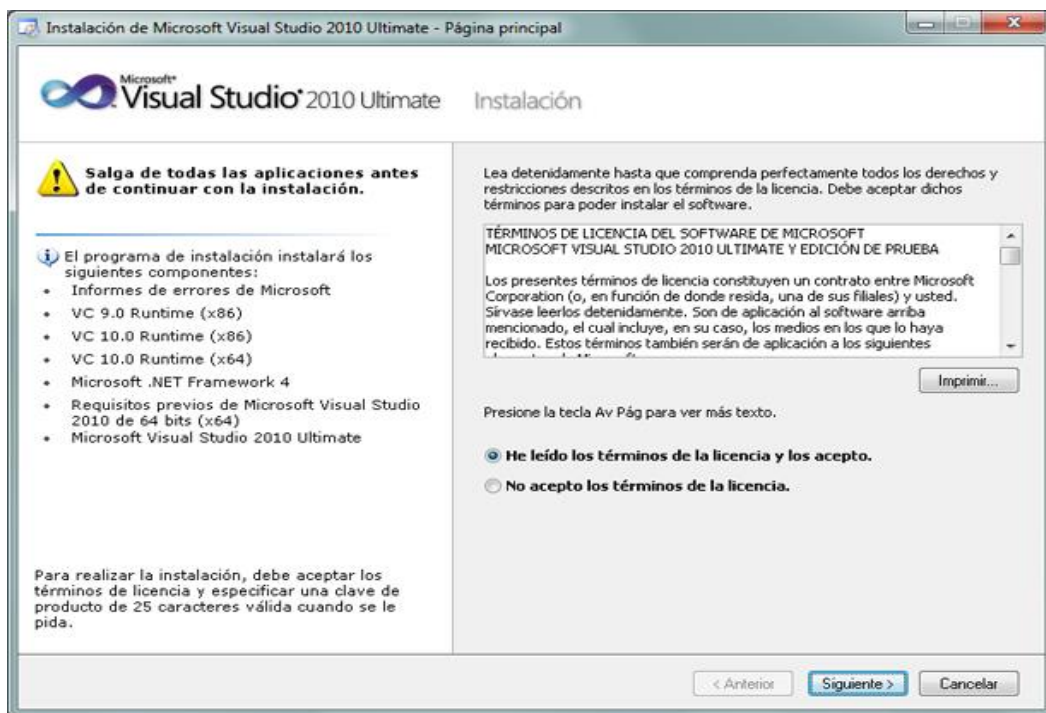 Instalación de Microsoft Visual Studio 2010 Ultimate - Página principal
Microsoft®
Visual Studio® 2010 Ultimate Instalación
Salga de todas las aplicaciones antes
de continuar con la instalación.
El programa de instalación instalará los
siguientes componentes:
• Informes de errores de Microsoft
• VC 9.0 Runtime (x86)
• VC 10.0 Runtime (x86)
• VC 10.0 Runtime (x64)
• Microsoft .NET Framework 4
• Requisitos previos de Microsoft Visual Studio
2010 de 64 bits (x64)
• Microsoft Visual Studio 2010 Ultimate
Para realizar la instalación, debe aceptar los
términos de licencia y especificar una clave de
producto de 25 caracteres válida cuando se le
pida.
Lea detenidamente hasta que comprenda perfectamente todos los derechos y
restricciones descritos en los términos de la licencia. Debe aceptar dichos
términos para poder instalar el software.
TÉRMINOS DE LICENCIA DEL SOFTWARE DE MICROSOFT
MICROSOFT VISUAL STUDIO 2010 ULTIMATE Y EDICIÓN DE PRUEBA
Los presentes términos de licencia constituyen un contrato entre Microsoft
Corporation (o, en función de donde resida, una de sus filiales) y usted.
Sírvase leerlos detenidamente. Son de aplicación al software arriba
mencionado, el cual incluye, en su caso, los medios en los que lo haya
recibido. Estos términos también serán de aplicación a los siguientes
Imprimir...
Presione la tecla Av Pág para ver más texto.
He leído los términos de la licencia y los acepto.
No acepto los términos de la licencia.
< Anterior Siguiente > Cancelar